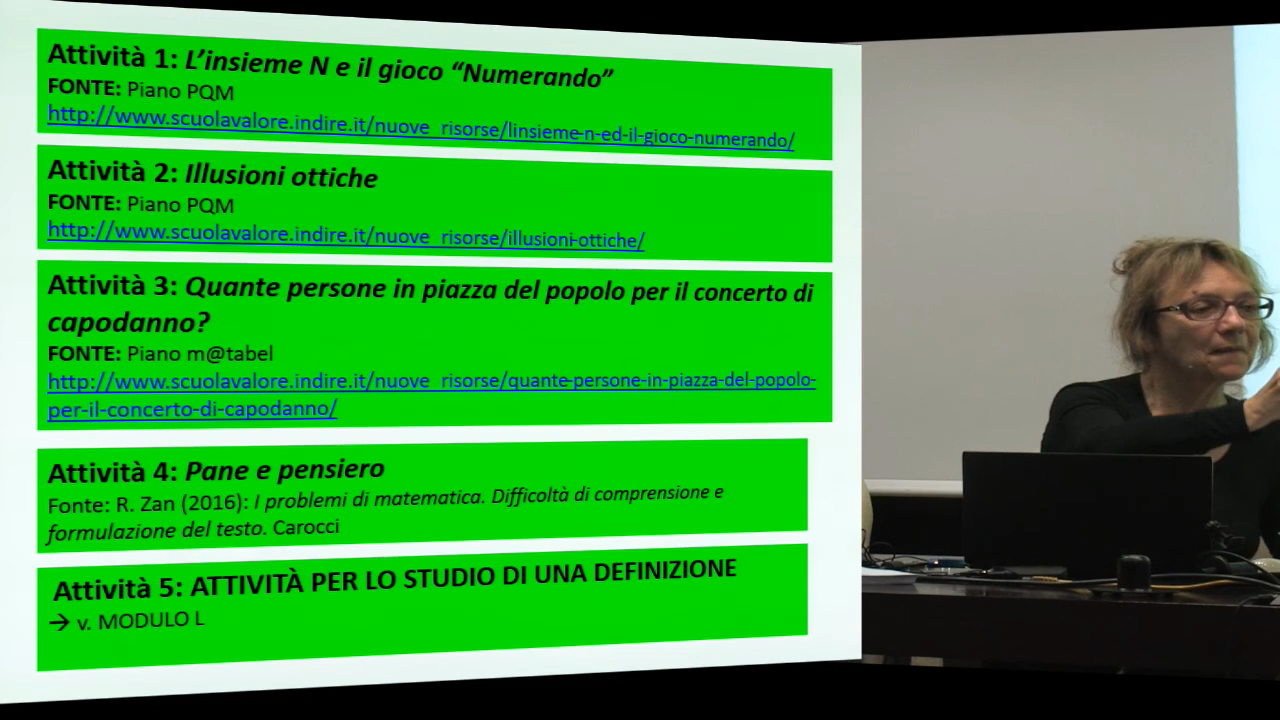 Attività 1: L’insieme N e il gioco “Numerando”
FONTE: Piano PQM
http://www.scuolavalore.indire.it/nuove_risorse/linsieme-n-ed-il-gioco-numerando/
Attività 2: Illusioni ottiche
FONTE: Piano PQM
http://www.scuolavalore.indire.it/nuove_risorse/illusioni-ottiche/
Attività 3: Quante persone in piazza del popolo per il concerto di
capodanno?
FONTE: Piano m@tabel
http://www.scuolavalore.indire.it/nuove_risorse/quante-persone-in-piazza-del-popolo-
per-il-concerto-di-capodanno/
Attività 4: Pane e pensiero
Fonte: R. Zan (2016): I problemi di matematica. Difficoltà di comprensione e
formulazione del testo. Carocci
Attività 5: ATTIVITÀ PER LO STUDIO DI UNA DEFINIZIONE
→ v. MODULO L